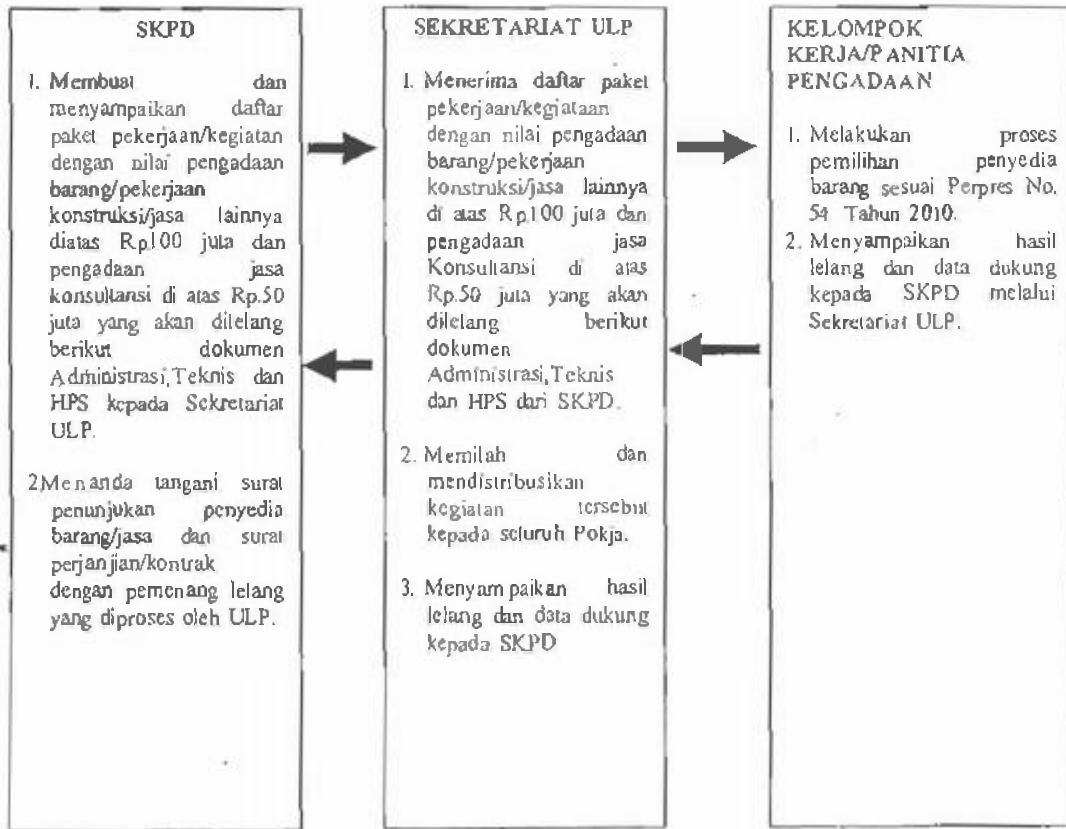 SKPD
1. Membuat dan
menyampaikan daftar
paket pekerjaan/kegiatan
dengan nilai pengadaan
barang/pekerjaan
konstruksi/jasa lainnya
diatas Rp.100 juta dan
pengadaan jasa
konsultansi di atas Rp.50
juta yang akan dilelang
berikut dokumen
Administrasi,Teknis dan
HPS kepada Sekretariat
ULP.
2.Menanda tangani surat
penunjukan penyedia
barang/jasa dan surat
perjanjian/kontrak
dengan pemenang lelang
yang diproses oleh ULP.
SEKRETARIAT ULP
1. Menerima daftar paket
pekerjaan/kegiataan
dengan nilai pengadaan
barang/pekerjaan
konstruksi/jasa lainnya
di atas Rp.100 juta dan
pengadaan jasa
Konsultansi di atas
Rp.50 juta yang akan
dilelang berikut
dokumen
Administrasi,Teknis
dan HPS dari SKPD.
2. Memilah dan
mendistribusikan
kegiatan tersebut
kepada seluruh Pokja.
3. Menyampaikan hasil
lelang dan data dukung
kepada SKPD
KELOMPOK
KERJA/PANITIA
PENGADAAN
1. Melakukan proses
pemilihan penyedia
barang sesuai Perpres No.
54 Tahun 2010.
2. Menyampaikan hasil
lelang dan data dukung
kepada SKPD melalui
Sekretariat ULP.